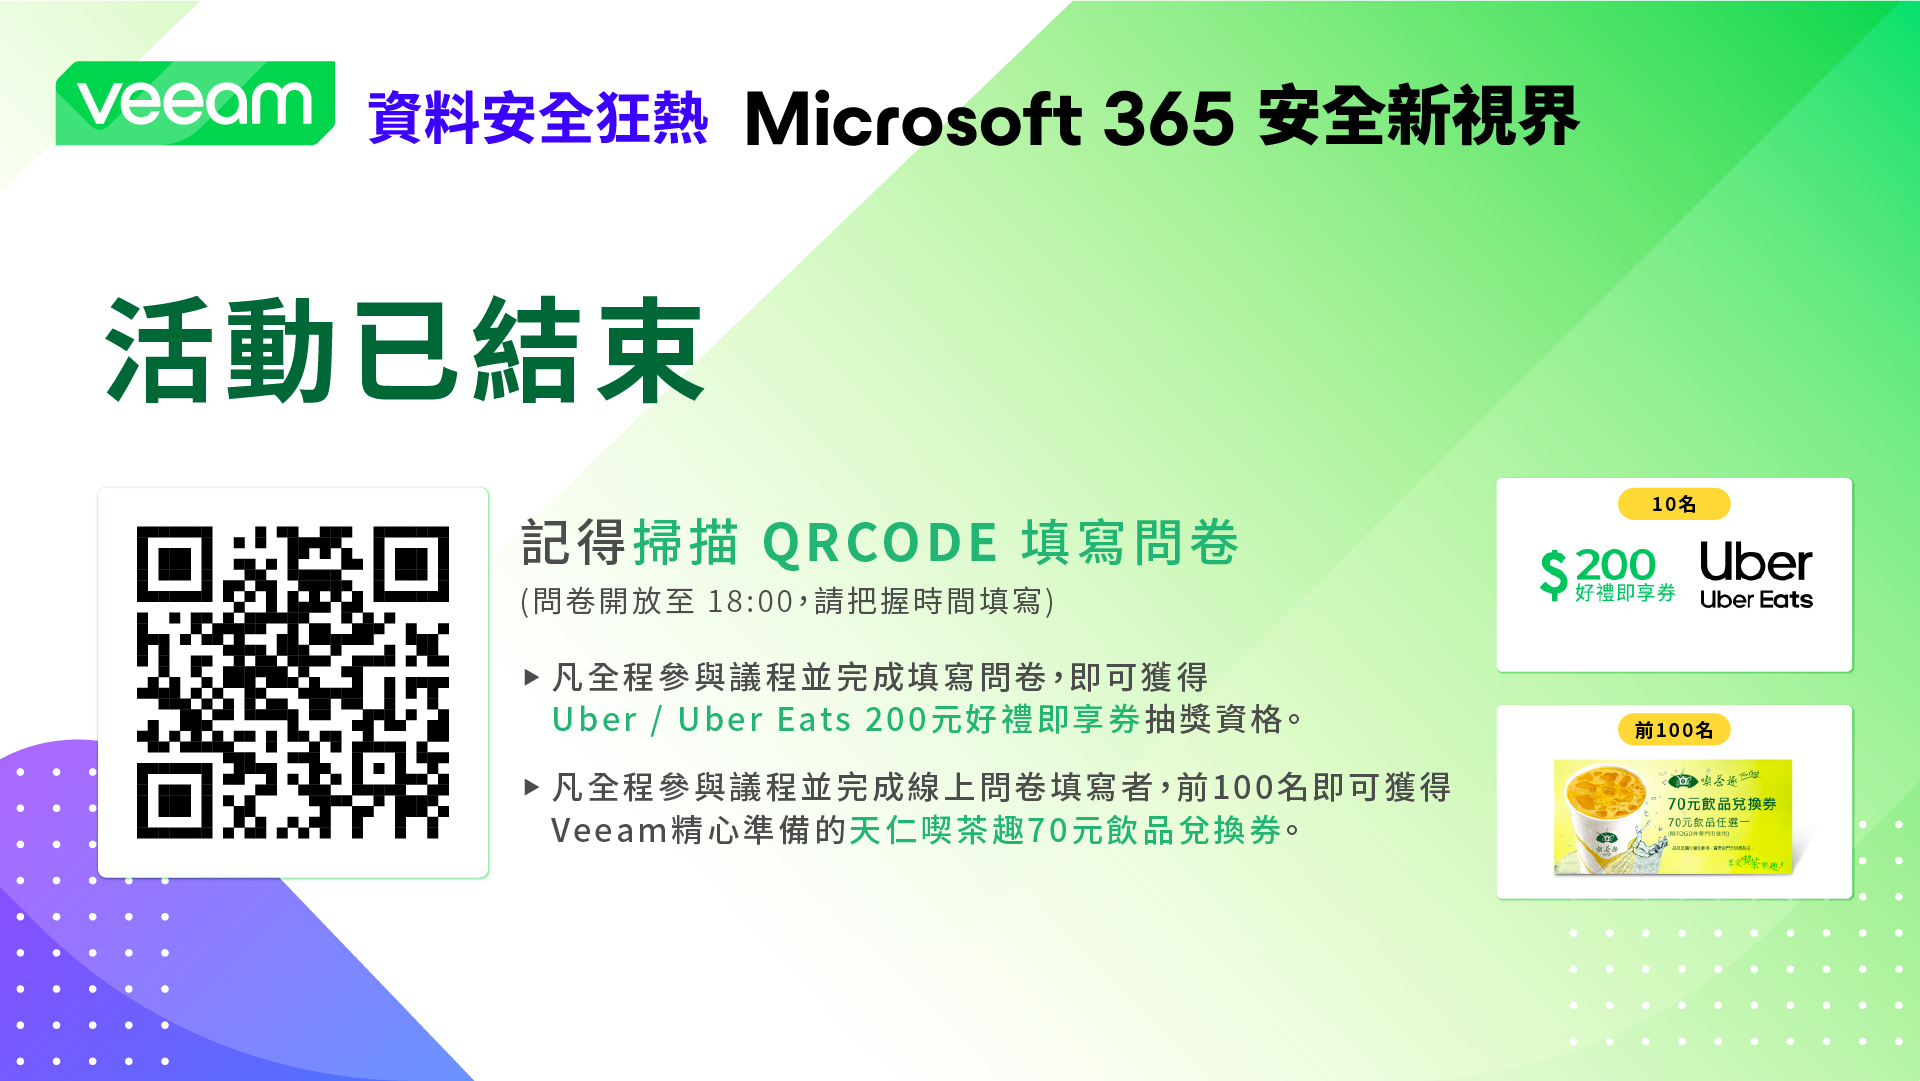 veeam
資料安全狂熱 Microsoft 365 安全新視界
活動已結束
記得掃描 QRCODE 填寫問卷
(問卷開放至 18:00，請把握時間填寫)
▶ 凡全程參與議程並完成填寫問卷，即可獲得
Uber / Uber Eats 200元好禮即享券抽獎資格。
▶ 凡全程參與議程並完成線上問卷填寫者，前100名即可獲得
Veeam精心準備的天仁喫茶趣70元飲品兌換券。
10名
$200
好禮即享券
Uber
Uber Eats
前100名
喫茶趣 ToGo
70元飲品兌換券
70元飲品任選一